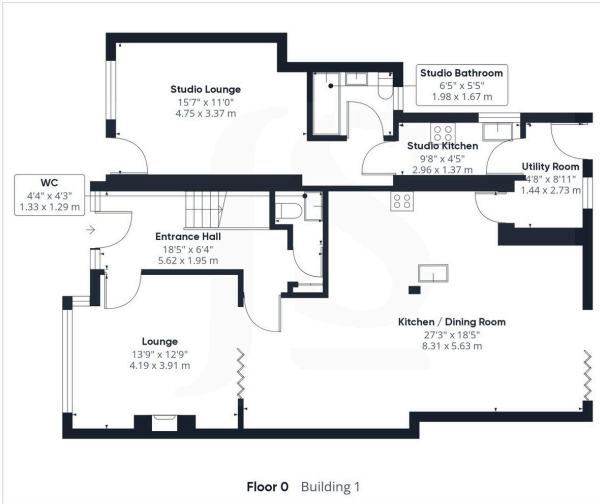 Studio Lounge
15'7" x 11'0"
4.75 x 3.37 m
Studio Bathroom
6'5" x 5'5"
1.98 x 1.67 m
Studio Kitchen
9'8" x 4'5"
2.96 x 1.37 m
Utility Room
4'8" x 8'11"
1.44 x 2.73 m
WC
4'4" x 4'3"
1.33 x 1.29 m
Entrance Hall
18'5" x 6'4"
5.62 x 1.95 m
Lounge
13'9" x 12'9"
4.19 x 3.91 m
Kitchen / Dining Room
27'3" x 18'5"
8.31 x 5.63 m
Floor 0 Building 1